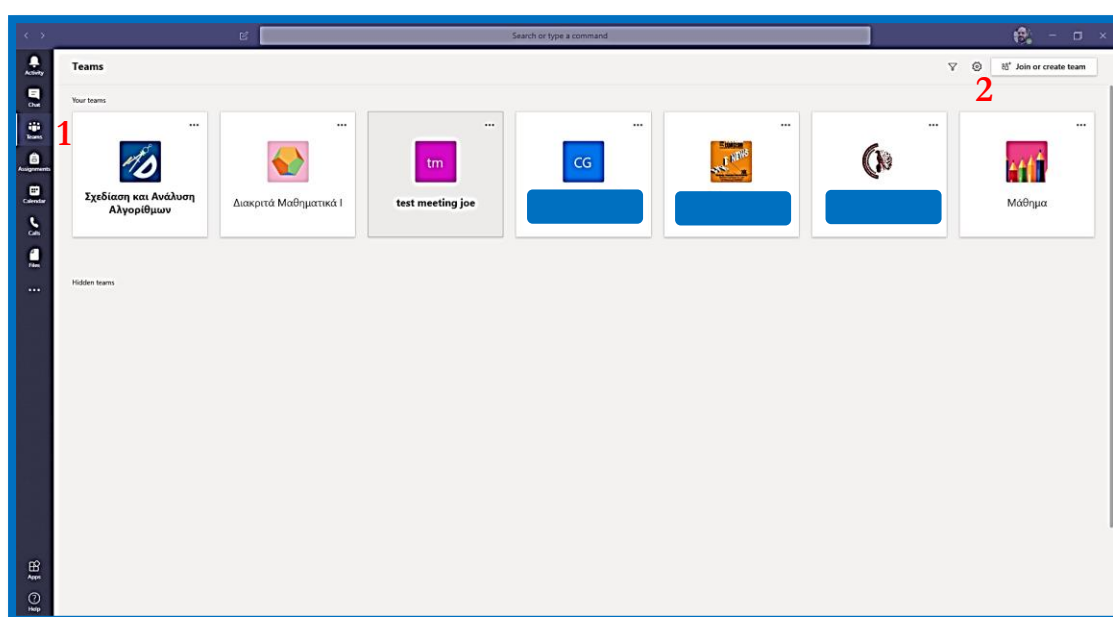 Search or type a command
Activity
Chat
Teams
Assignments
Calendar
Calls
Files
Apps
Help
Teams
Join or create team
2
Your teams
1
Σχεδίαση και Ανάλυση
Αλγορίθμων
Διακριτά Μαθηματικά Ι
tm
test meeting joe
CG
Μάθημα
Hidden teams